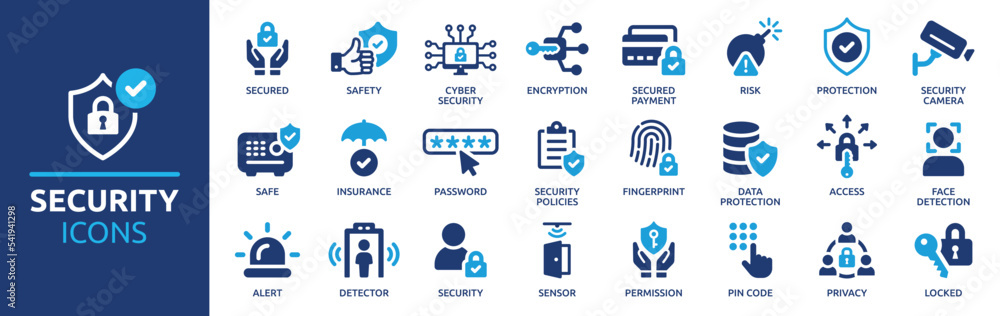 SECURITY
ICONS
SECURED
SAFETY
CYBER
SECURITY
ENCRYPTION
SECURED
PAYMENT
RISK
PROTECTION
SECURITY
CAMERA
SAFE
INSURANCE
PASSWORD
SECURITY
POLICIES
FINGERPRINT
DATA
PROTECTION
ACCESS
FACE
DETECTION
ALERT
DETECTOR
SECURITY
SENSOR
PERMISSION
PIN CODE
PRIVACY
LOCKED
Adobe Stock | #541941298